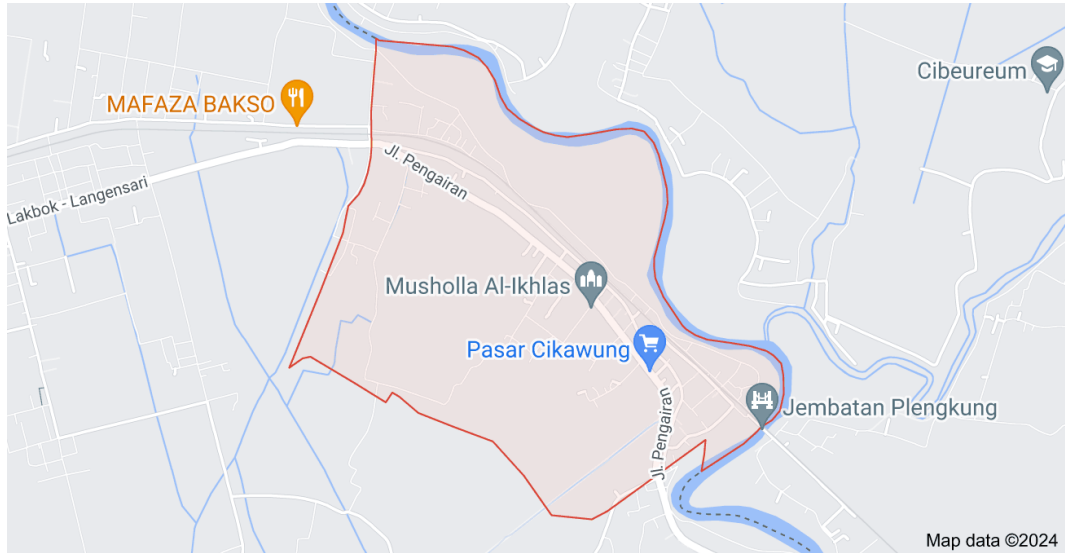 Cibeureum
MAFAZA BAKSO
Jl. Pengairan
Lakbok - Langensari
Musholla Al-Ikhlas
Pasar Cikawung
Jembatan Plengkung
Jl. Pengairan
Map data ©2024